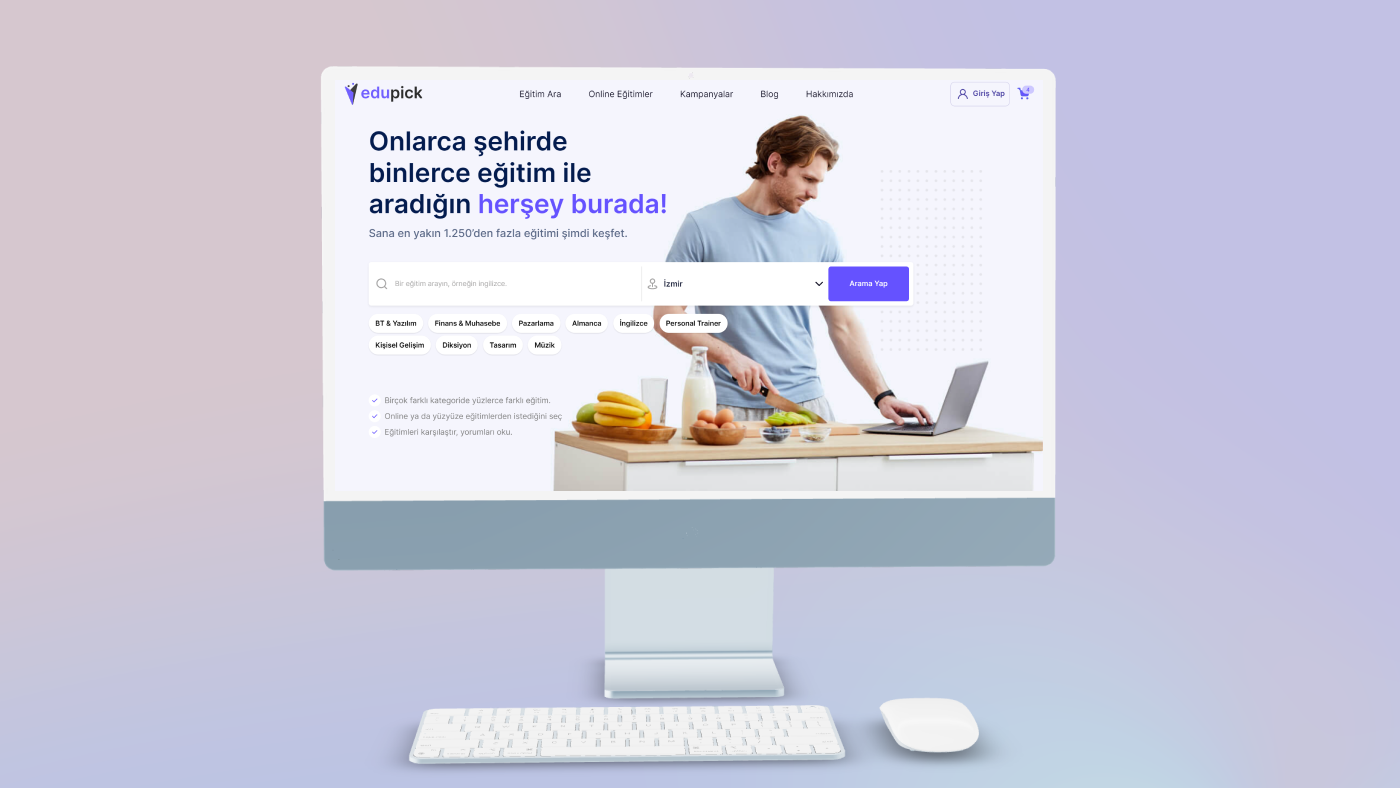 edupick
Eğitim Ara
Online Eğitimler
Kampanyalar
Blog
Hakkımızda
Giriş Yap
4
Onlarca şehirde
binlerce eğitim ile
aradığın herşey burada!
Sana en yakın 1.250'den fazla eğitimi şimdi keşfet.
Bir eğitim arayın, örneğin ingilizce.
İzmir
Arama Yap
BT & Yazılım
Finans & Muhasebe
Pazarlama
Almanca
İngilizce
Personal Trainer
Kişisel Gelişim
Diksiyon
Tasarım
Müzik
Birçok farklı kategoride yüzlerce farklı eğitim.
Online ya da yüzyüze eğitimlerden istediğini seç
Eğitimleri karşılaştır, yorumları oku.